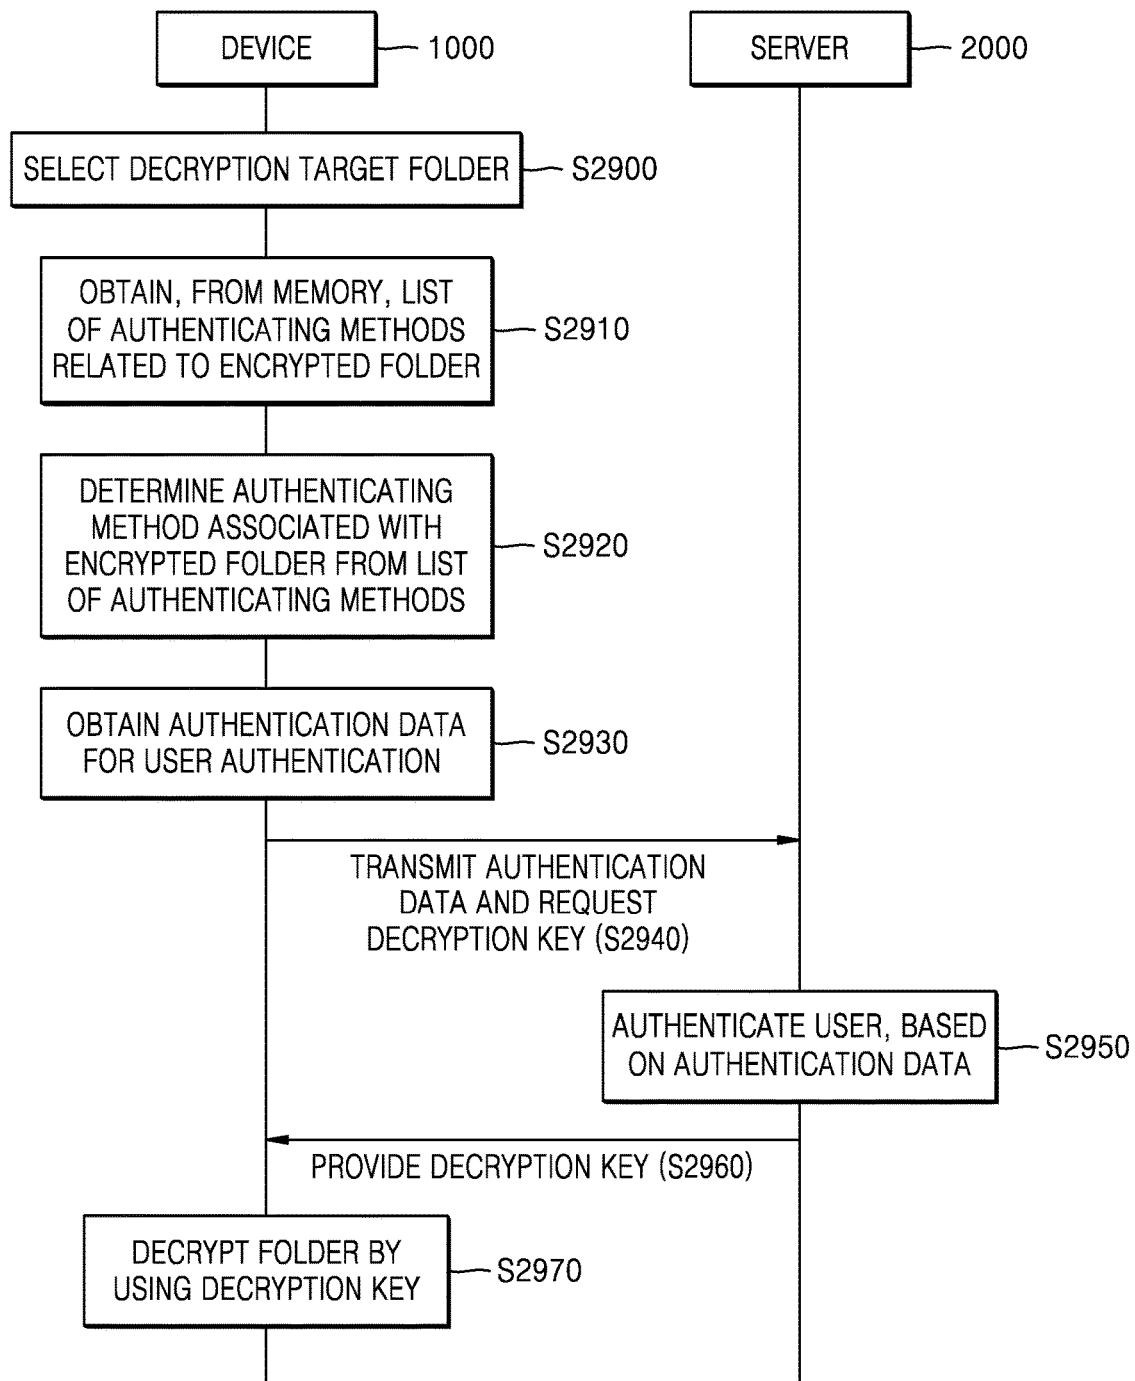 DEVICE
1000
SERVER
2000
SELECT DECRYPTION TARGET FOLDER
S2900
OBTAIN, FROM MEMORY, LIST
OF AUTHENTICATING METHODS
RELATED TO ENCRYPTED FOLDER
S2910
DETERMINE AUTHENTICATING
METHOD ASSOCIATED WITH
ENCRYPTED FOLDER FROM LIST
OF AUTHENTICATING METHODS
S2920
OBTAIN AUTHENTICATION DATA
FOR USER AUTHENTICATION
S2930
TRANSMIT AUTHENTICATION
DATA AND REQUEST
DECRYPTION KEY (S2940)
AUTHENTICATE USER, BASED
ON AUTHENTICATION DATA
S2950
PROVIDE DECRYPTION KEY (S2960)
DECRYPT FOLDER BY
USING DECRYPTION KEY
S2970